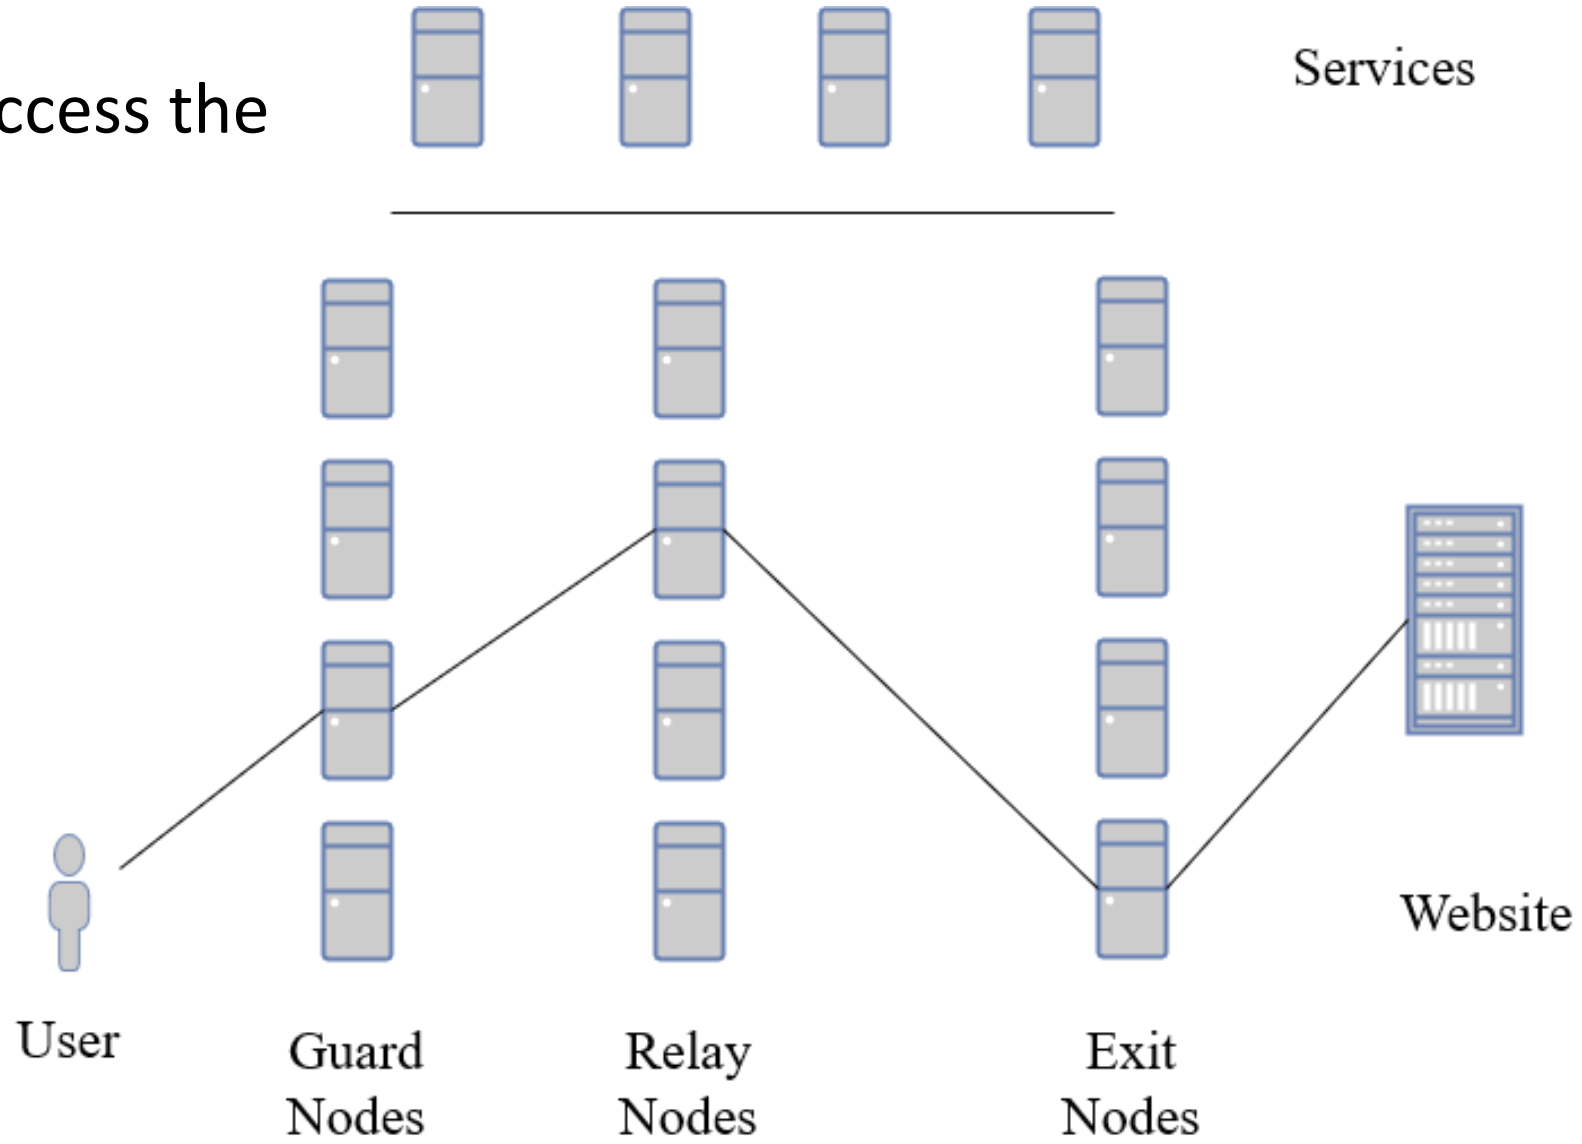 Services
ccess the
Website
User
Guard
Nodes
Relay
Nodes
Exit
Nodes